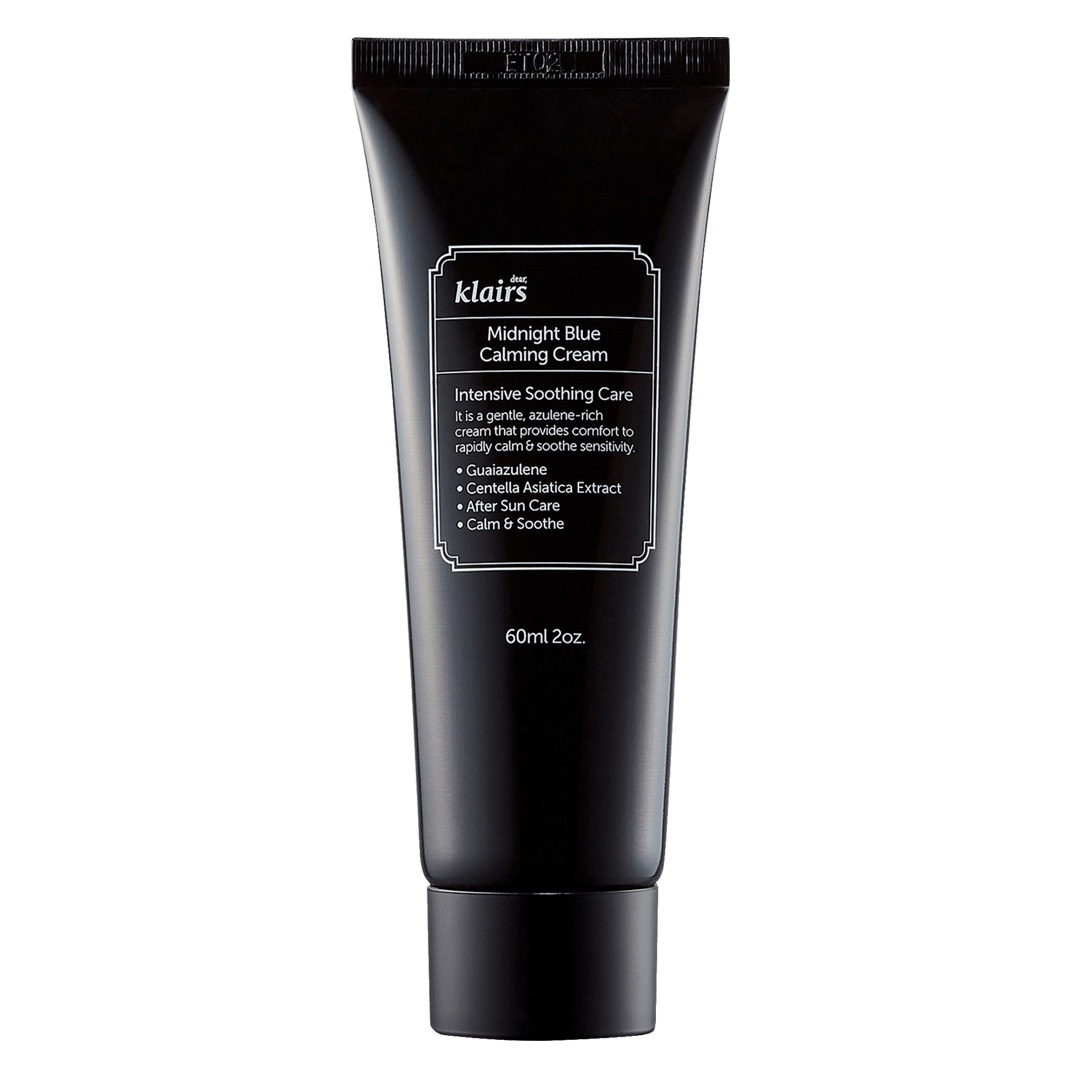 ET02
dear,
klairs
Midnight Blue
Calming Cream
Intensive Soothing Care
It is a gentle, azulene-rich
cream that provides comfort to
rapidly calm & soothe sensitivity.
• Guaiazulene
• Centella Asiatica Extract
• After Sun Care
• Calm & Soothe
60ml 2oz.